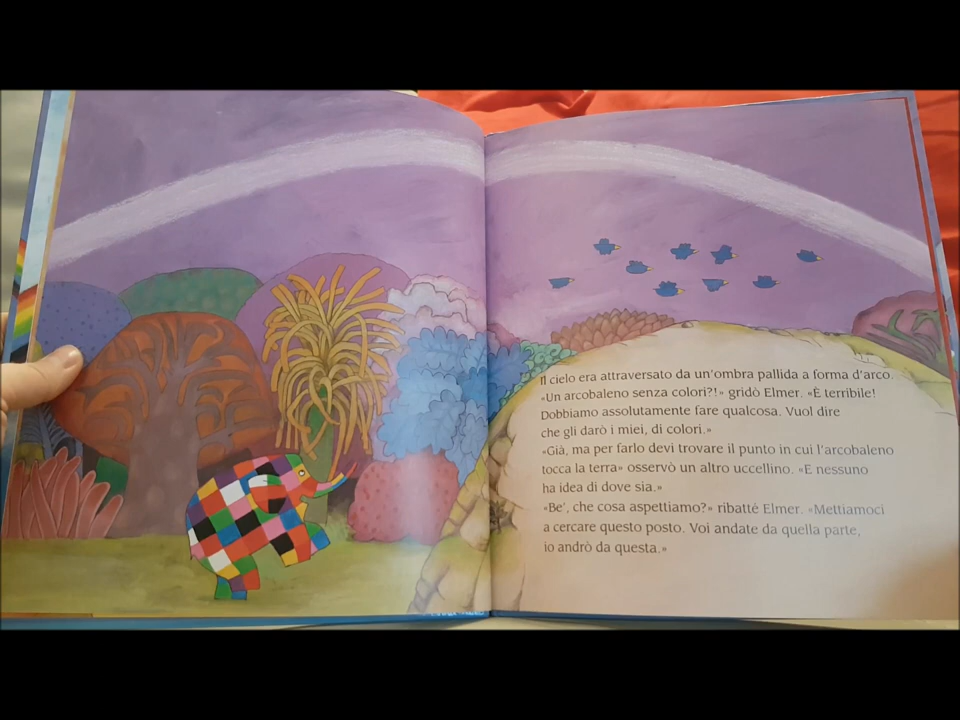 Il cielo era attraversato da un'ombra pallida a forma d'arco.
«Un arcobaleno senza colori?!» gridò Elmer. «È terribile!
Dobbiamo assolutamente fare qualcosa. Vuol dire
che gli darò i miei, di colori.»
«Già, ma per farlo devi trovare il punto in cui l'arcobaleno
tocca la terra» osservò un altro uccellino. «E nessuno
ha idea di dove sia.»
«Be', che cosa aspettiamo?» ribatté Elmer. «Mettiamoci
a cercare questo posto. Voi andate da quella parte,
io andrò da questa.»